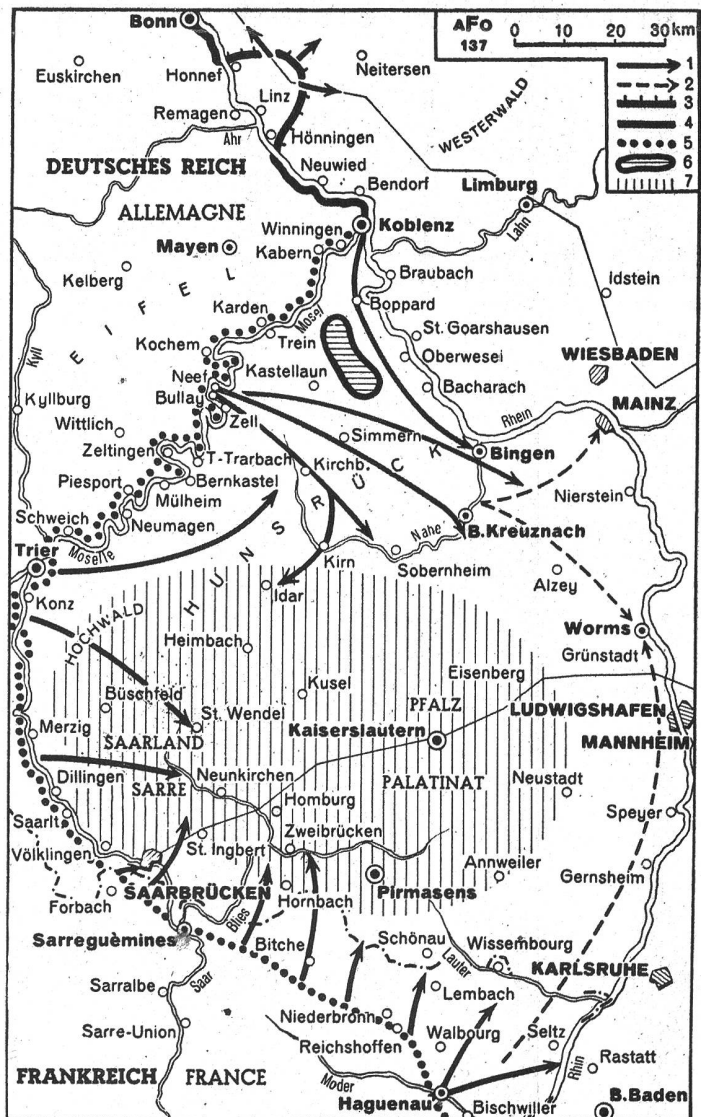 Bonn
AFO
137
0 10 20 30 km
1
2
3
4
5
6
7
Euskirchen
Honnef
Neitersen
Linz
Remagen
Ahr
Hönningen
WESTERWALD
DEUTSCHES REICH
Neuwied
Bendorf
Limburg
ALLEMAGNE
Lahn
Winningen
Koblenz
Mayen
Kabern
Kelberg
Braubach
Idstein
EIFEL
Boppard
Karden
Mosel
St. Goarshausen
Kochem
Trein
Oberwesel
WIESBADEN
Kyll
Neef
Kastellaun
Bacharach
MAINZ
Kyllburg
Bullay
Rhein
Wittlich
Zell
Zeltingen
Simmern
Bingen
T-Trarbach
Kirchb.
Piesport
Bernkastel
Nierstein
Mülheim
HUNSRÜCK
Schweich
Neumagen
B.Kreuznach
Moselle
Nahe
Trier
Kirn
Sobernheim
Alzey
Konz
Idar
HOCHWALD
Worms
Heimbach
Grünstadt
Eisenberg
Büschfeld
Kusel
PFALZ
St. Wendel
LUDWIGSHAFEN
Merzig
SAARLAND
Kaiserslautern
MANNHEIM
Dillingen
SARRE
Neunkirchen
PALATINAT
Neustadt
Saarlt.
Homburg
Speyer
Völklingen
St. Ingbert
Zweibrücken
Annweiler
Gernsheim
SAARBRÜCKEN
Pirmasens
Forbach
Blies
Hornbach
Sarreguèmines
Bitche
Schönau
Wissembourg
Lauter
KARLSRUHE
Sarralbe
Saar
Lembach
Niederbronn
Sarre-Union
Walbourg
Seltz
Reichshoffen
Rhin
Rastatt
FRANKREICH
FRANCE
Moder
Haguenau
Bischwiller
B.Baden